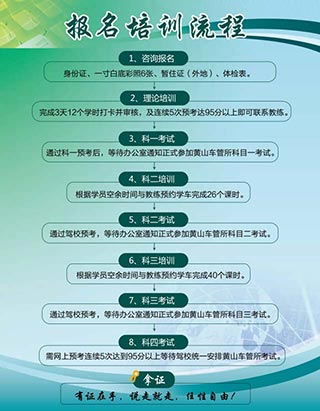 报名培训流程
1、咨询报名
身份证、一寸白底彩照6张、暂住证（外地）、体检表。
2、理论培训
完成3天12个学时打卡并审核，及连续5次预考达95分以上即可联系教练。
3、科一考试
通过科一预考后，等待办公室通知正式参加黄山车管所科目一考试。
4、科二培训
根据学员空余时间与教练预约学车完成26个课时。
5、科二考试
通过驾校预考，等待办公室通知正式参加黄山车管所科目二考试。
6、科三培训
根据学员空余时间与教练预约学车完成40个课时。
7、科三考试
通过驾校预考，等待办公室通知正式参加黄山车管所科目三考试。
8、科四考试
需网上预考连续5次达到95分以上等待驾校统一安排黄山车管所考试。
拿证
有证在手，说走就走，任性自由！